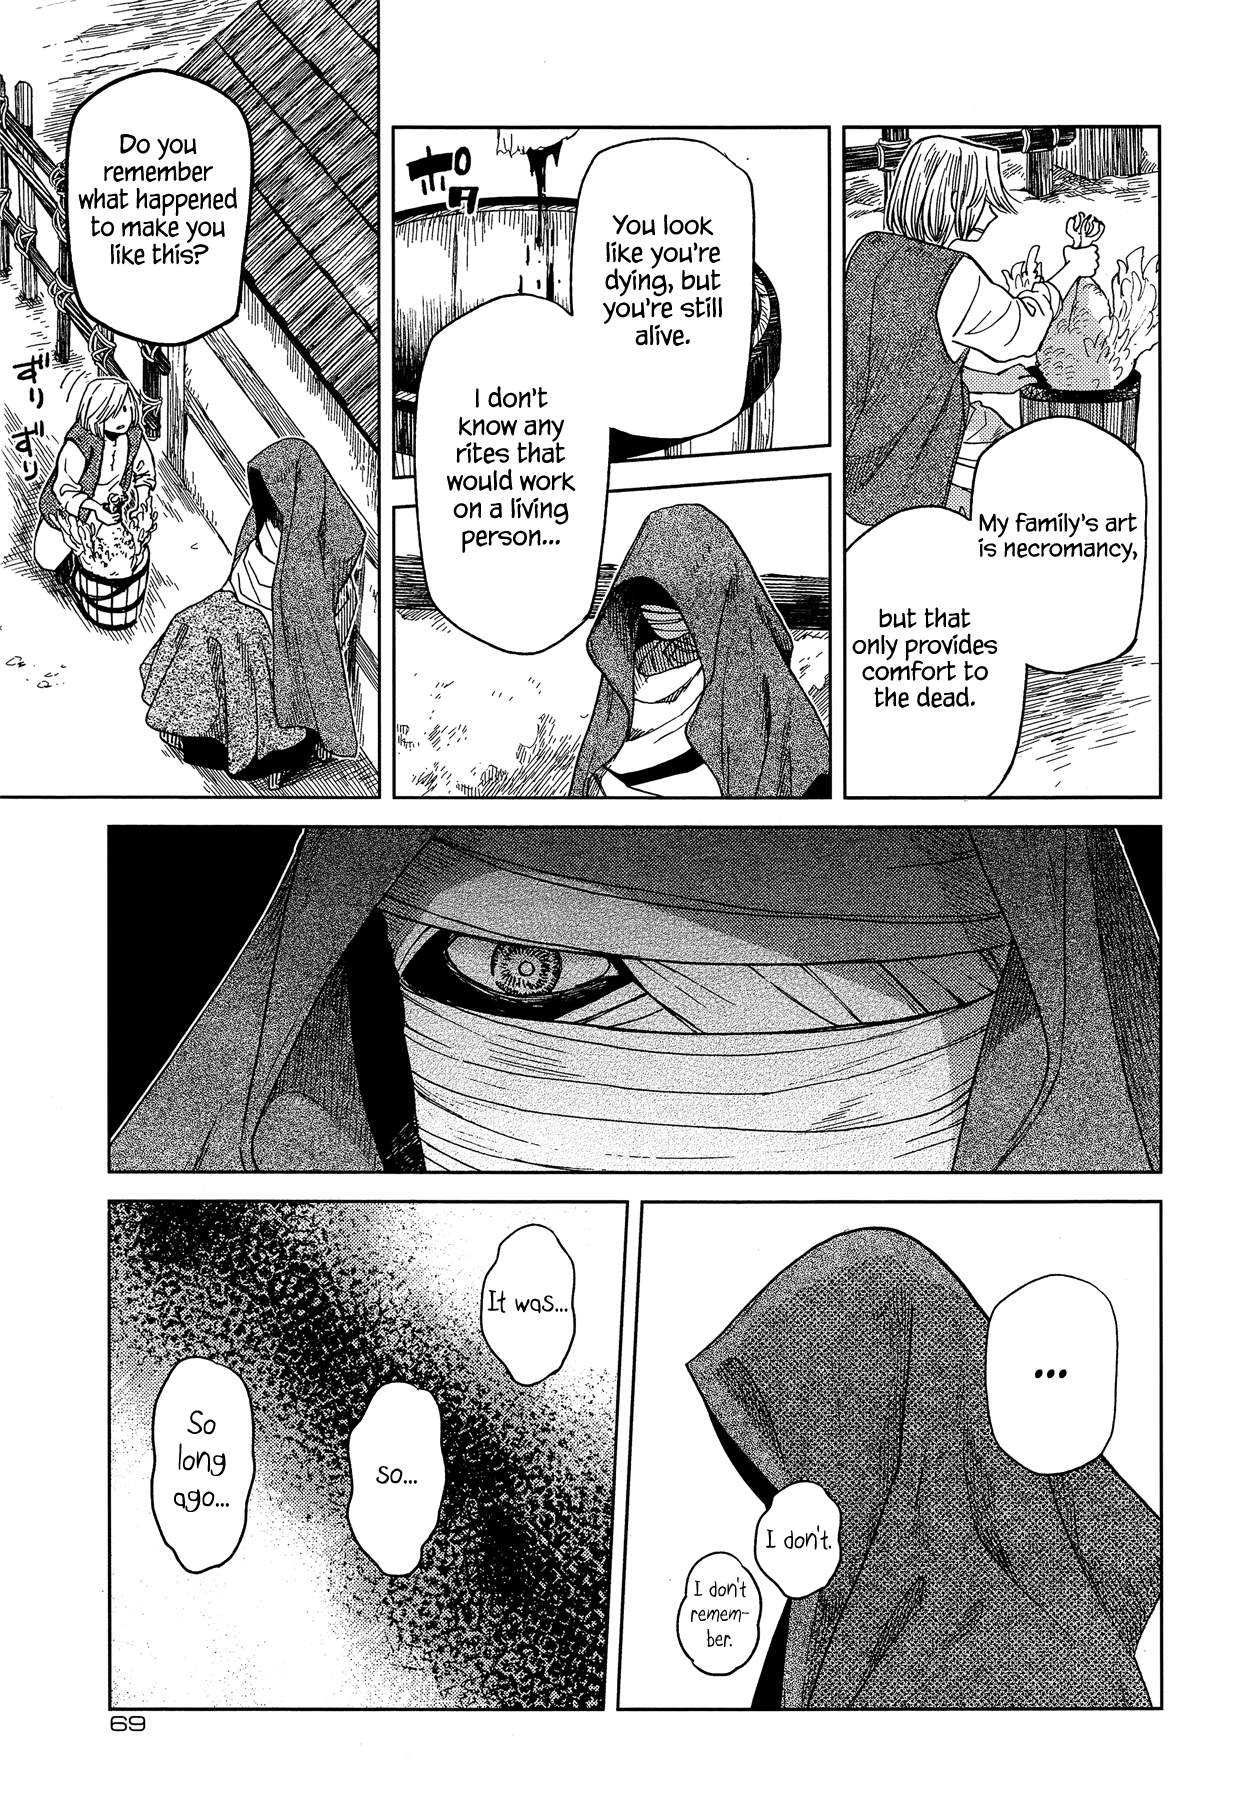 My family's art
is necromancy,
but that
only provides
comfort to
the dead.
You look
like you're
dying, but
you're still
alive.
I don't
know any
rites that
would work
on a living
person...
Do you
remember
what happened
to make you
like this?
ずり
ずり
...
I don't.
I don't
remem-
ber.
It was...
so...
So
long
ago...
69